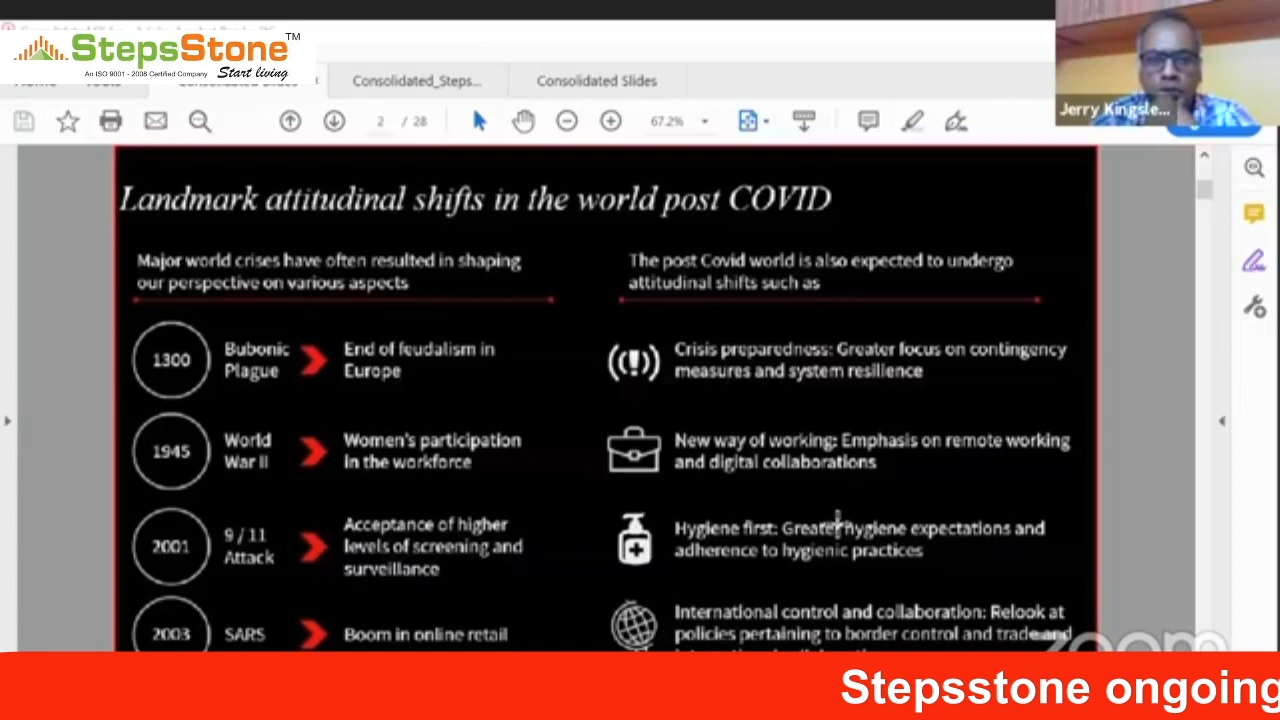 StepsStone TM
An ISO 9001 - 2008 Certified Company Start living
Consolidated_Steps...
Consolidated Slides
2 / 28
67.2%
Jerry Kingsle...
Landmark attitudinal shifts in the world post COVID
Major world crises have often resulted in shaping
our perspective on various aspects
1300
Bubonic
Plague
End of feudalism in
Europe
1945
World
War II
Women's participation
in the workforce
2001
9 / 11
Attack
Acceptance of higher
levels of screening and
surveillance
2003
SARS
Boom in online retail
The post Covid world is also expected to undergo
attitudinal shifts such as
Crisis preparedness: Greater focus on contingency
measures and system resilience
New way of working: Emphasis on remote working
and digital collaborations
Hygiene first: Greater hygiene expectations and
adherence to hygienic practices
International control and collaboration: Relook at
policies pertaining to border control and trade and
zoom
Stepsstone ongoing